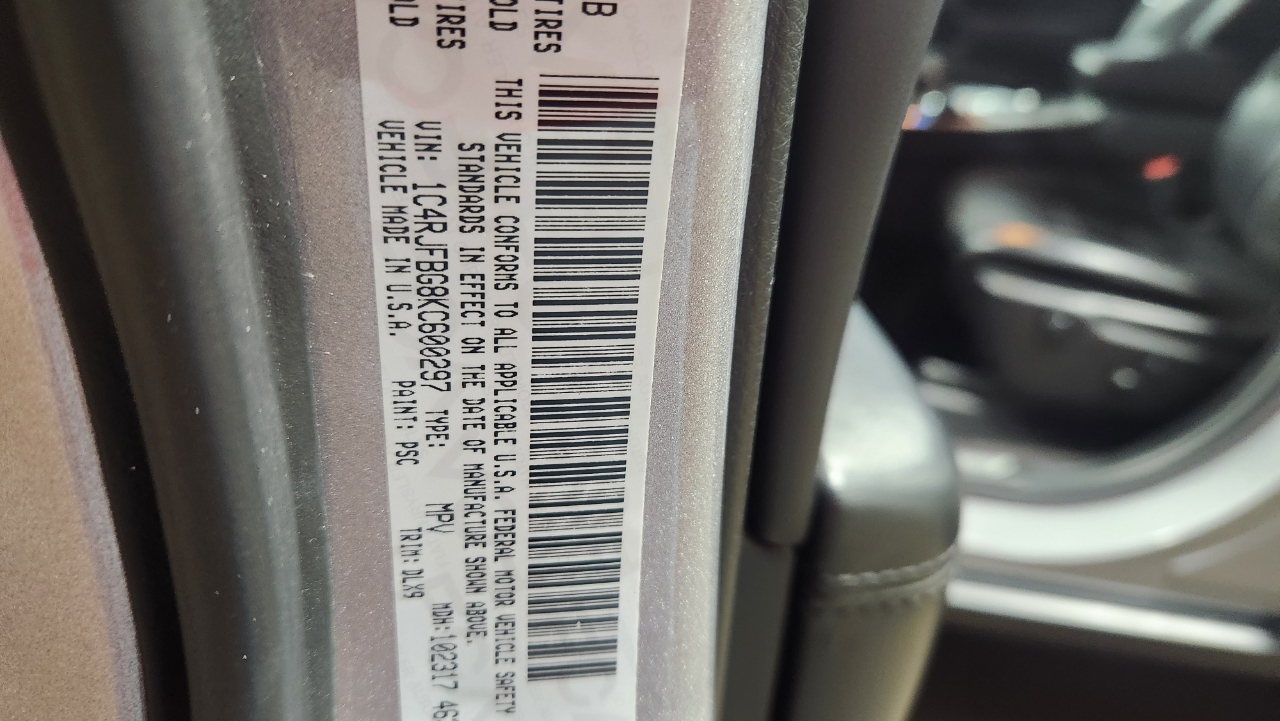 B
TIRES
OLD
THIS VEHICLE CONFORMS TO ALL APPLICABLE U.S.A. FEDERAL MOTOR VEHICLE SAFETY
STANDARDS IN EFFECT ON THE DATE OF MANUFACTURE SHOWN ABOVE.
IRES
VIN: 1C4RJFBG8KC600297 TYPE: MPV MDH:102317 46
OLD
VEHICLE MADE IN U.S.A. PAINT: PSC TRIM: DLX9